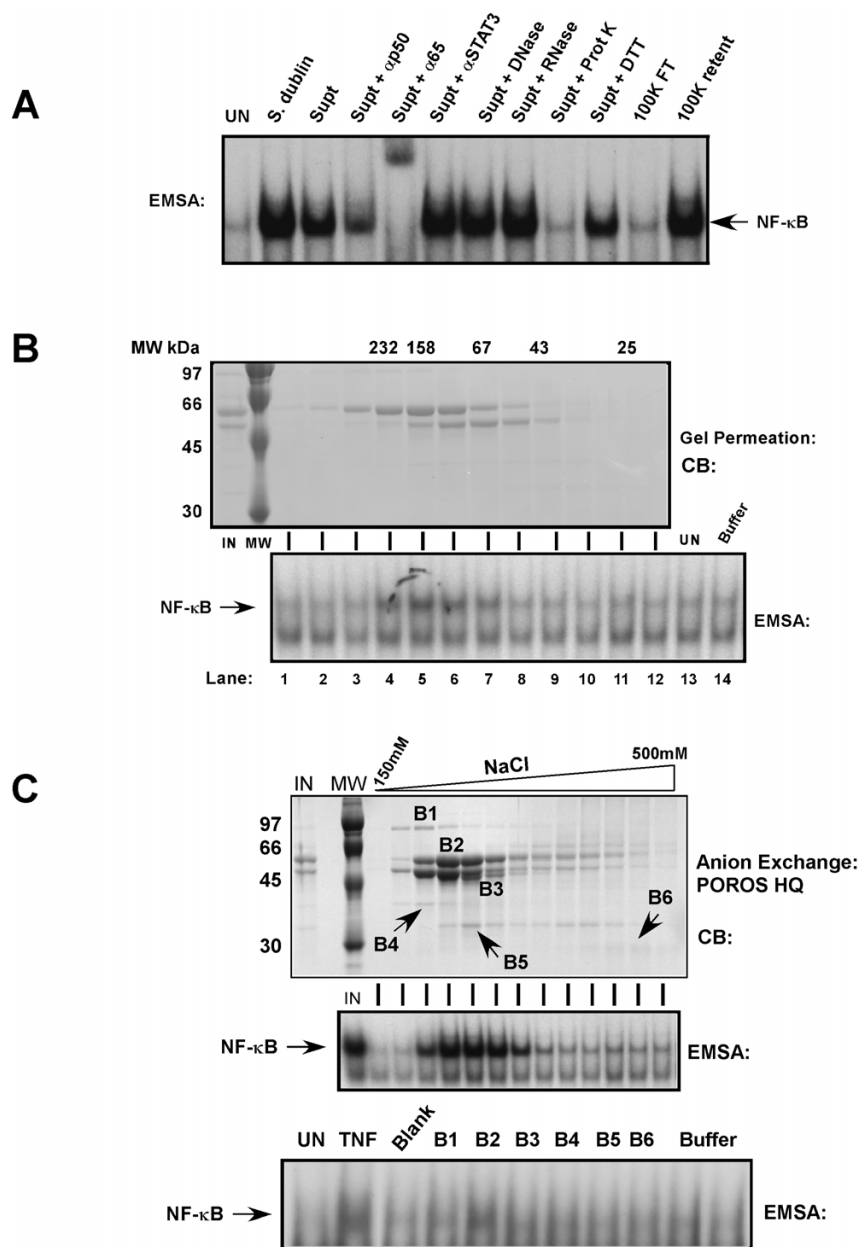 A
UN
S. dublin
Supt
Supt + αp50
Supt + α65
Supt + αSTAT3
Supt + DNase
Supt + RNase
Supt + Prot K
Supt + DTT
100K FT
100K retent
EMSA:
NF-κB
B
MW kDa 232 158 67 43 25
97
66
45
30
Gel Permeation:
CB:
IN MW UN Buffer
NF-κB
EMSA:
Lane: 1 2 3 4 5 6 7 8 9 10 11 12 13 14
C
IN MW 150mM NaCl 500mM
97
66
45
30
B1
B2
B3
B4
B5
B6
Anion Exchange:
POROS HQ
CB:
IN
NF-κB
EMSA:
UN TNF Blank B1 B2 B3 B4 B5 B6 Buffer
NF-κB
EMSA: